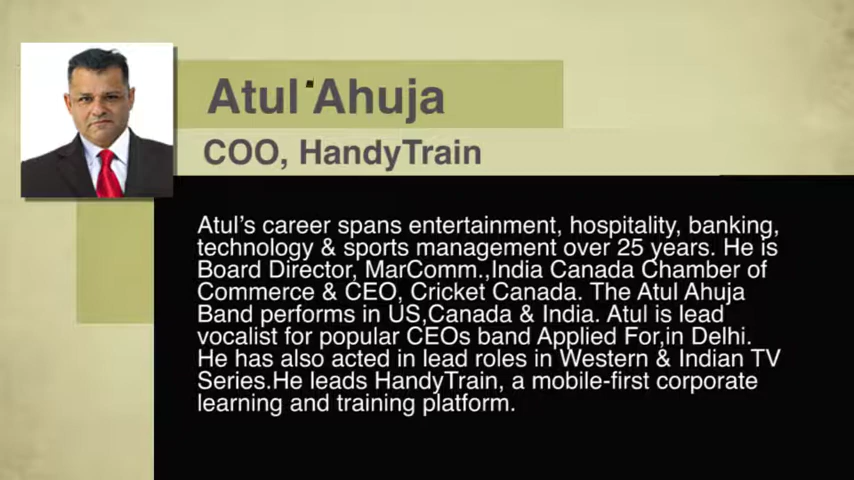 Atul Ahuja
COO, HandyTrain
Atul's career spans entertainment, hospitality, banking,
technology & sports management over 25 years. He is
Board Director, MarComm.,India Canada Chamber of
Commerce & CEO, Cricket Canada. The Atul Ahuja
Band performs in US,Canada & India. Atul is lead
vocalist for popular CEOs band Applied For,in Delhi.
He has also acted in lead roles in Western & Indian TV
Series.He leads HandyTrain, a mobile-first corporate
learning and training platform.